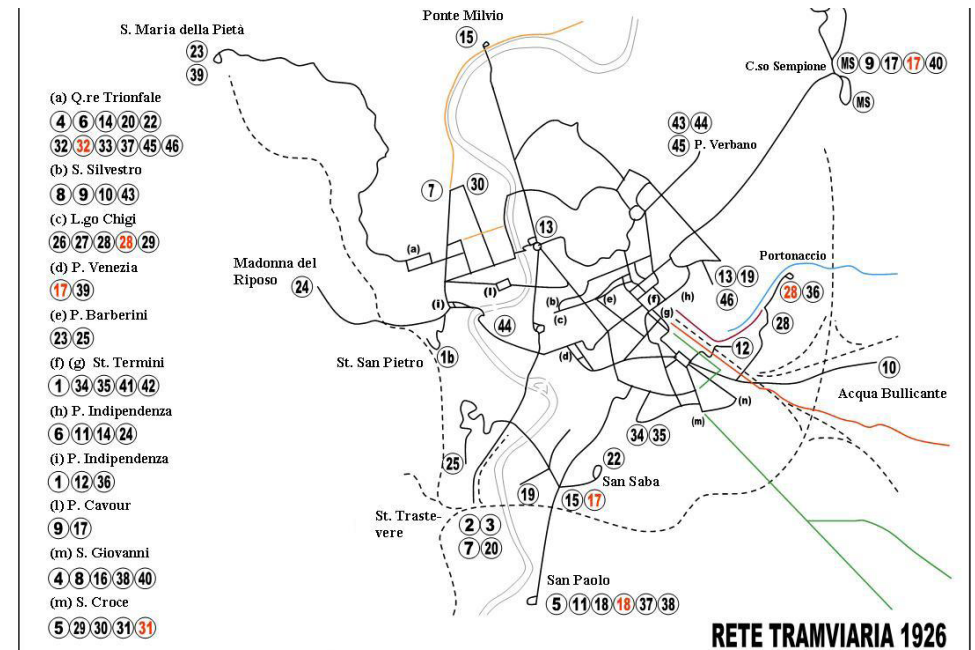 Ponte Milvio
15
S. Maria della Pietà
23
39
C.so Sempione
MS 9 17 17 40
MS
(a) Q.re Trionfale
4 6 14 20 22
32 32 33 37 45 46
(b) S. Silvestro
8 9 10 43
(c) L.go Chigi
26 27 28 28 29
(d) P. Venezia
17 39
(e) P. Barberini
23 25
(f) (g) St. Termini
1 34 35 41 42
(h) P. Indipendenza
6 11 14 24
(i) P. Indipendenza
1 12 36
(l) P. Cavour
9 17
(m) S. Giovanni
4 8 16 38 40
(m) S. Croce
5 29 30 31 31
43 44
45 P. Verbano
7
30
13
(a)
Madonna del
Riposo
24
(i)
(l)
(b)
(c)
(e)
(f)
(h)
(g)
13 19
46
Portonaccio
28 36
28
44
St. San Pietro
1b
(d)
12
10
Acqua Bullicante
(n)
(m)
34 35
25
22
San Saba
19
15 17
St. Traste-
vere
2 3
7 20
San Paolo
5 11 18 18 37 38
RETE TRAMVIARIA 1926